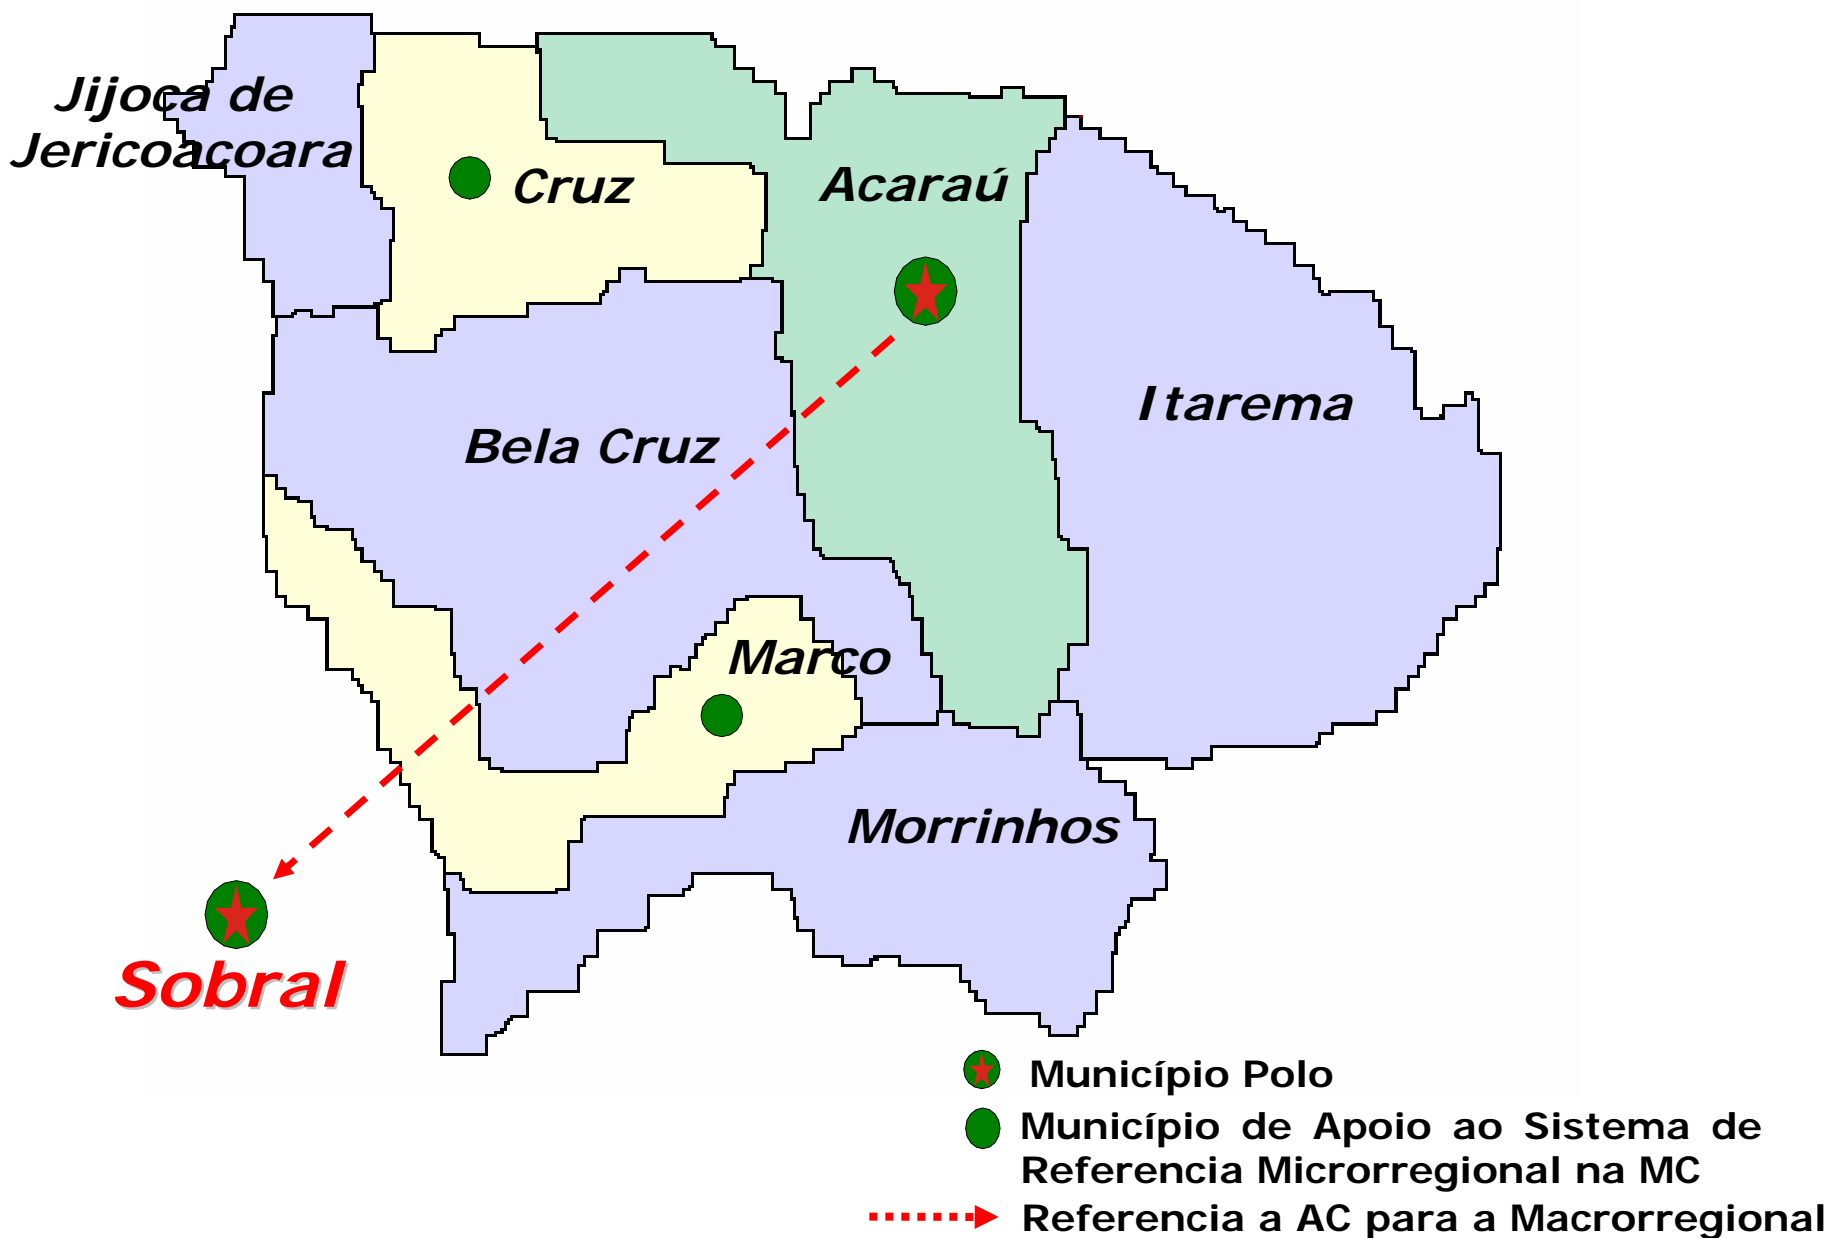 Jijoca de
Jericoacoara
Cruz
Acaraú
Itarema
Bela Cruz
Marco
Morrinhos
Sobral
Município Polo
Município de Apoio ao Sistema de
Referencia Microrregional na MC
Referencia a AC para a Macrorregional